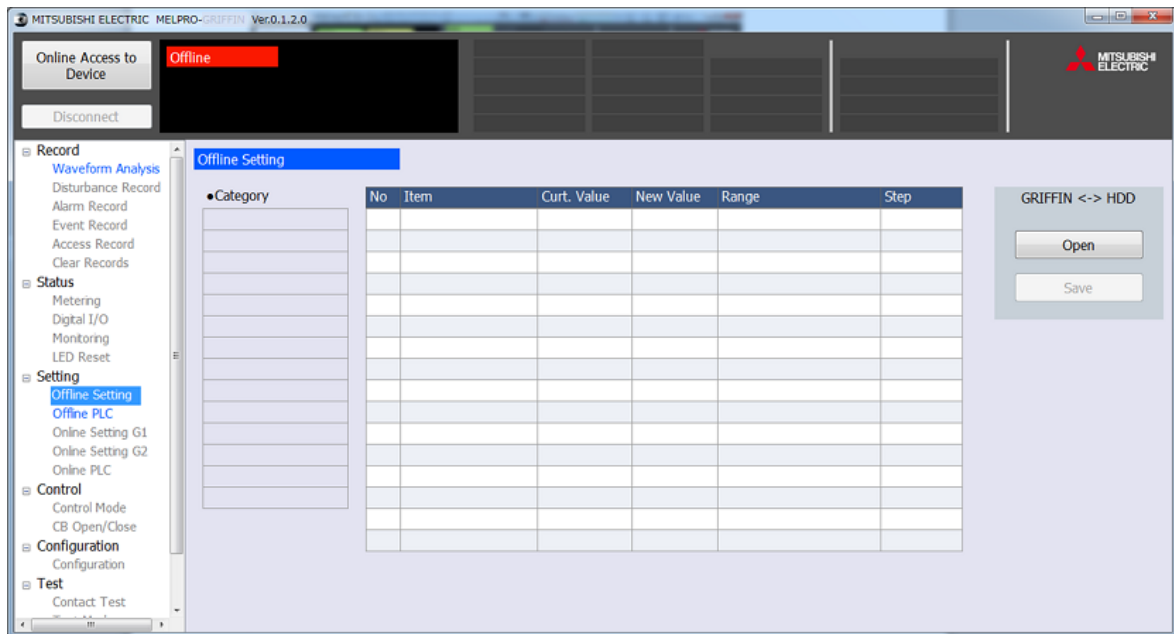 MITSUBISHI ELECTRIC MELPRO-GRIFFIN Ver.0.1.2.0
Online Access to
Device
Disconnect
Offline
MITSUBISHI
ELECTRIC
Record
Waveform Analysis
Disturbance Record
Alarm Record
Event Record
Access Record
Clear Records
Status
Metering
Digital I/O
Monitoring
LED Reset
Setting
Offline Setting
Offline PLC
Online Setting G1
Online Setting G2
Online PLC
Control
Control Mode
CB Open/Close
Configuration
Configuration
Test
Contact Test
Offline Setting
●Category
No Item Curt. Value New Value Range Step
GRIFFIN <-> HDD
Open
Save